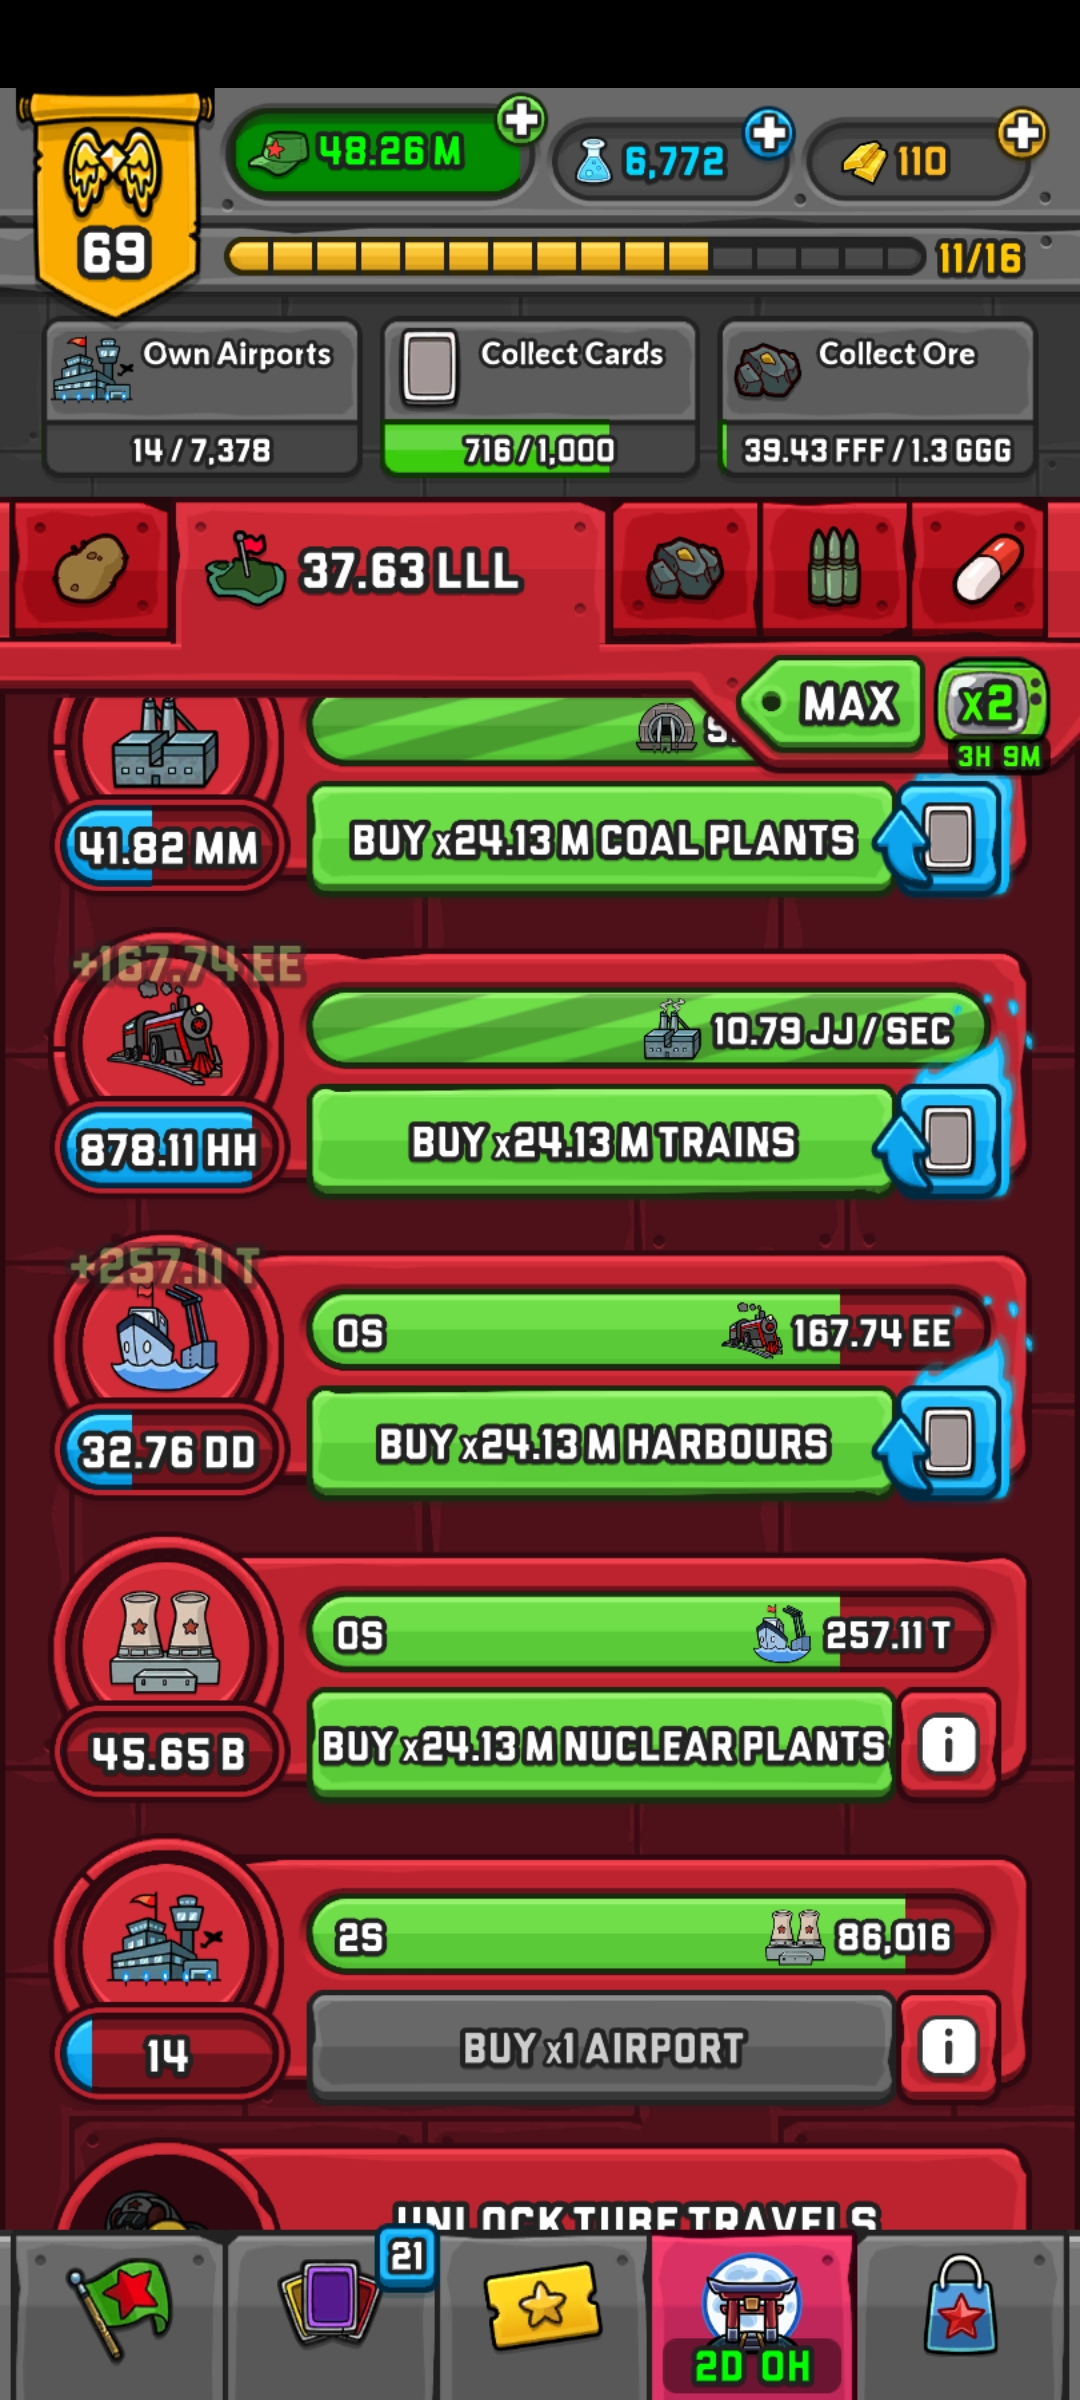 48.26 M
6,772
110
69
11/16
Own Airports
14 / 7,378
Collect Cards
716 / 1,000
Collect Ore
39.43 FFF / 1.3 GGG
37.63 LLL
MAX
x2
3H 9M
41.82 MM
BUY x24.13 M COAL PLANTS
+167.74 EE
10.79 JJ / SEC
878.11 HH
BUY x24.13 M TRAINS
+257.11 T
0S
167.74 EE
32.76 DD
BUY x24.13 M HARBOURS
0S
257.11 T
45.65 B
BUY x24.13 M NUCLEAR PLANTS
i
2S
86,016
14
BUY x1 AIRPORT
i
UNLOCK TUBE TRAVELS
21
2D 0H